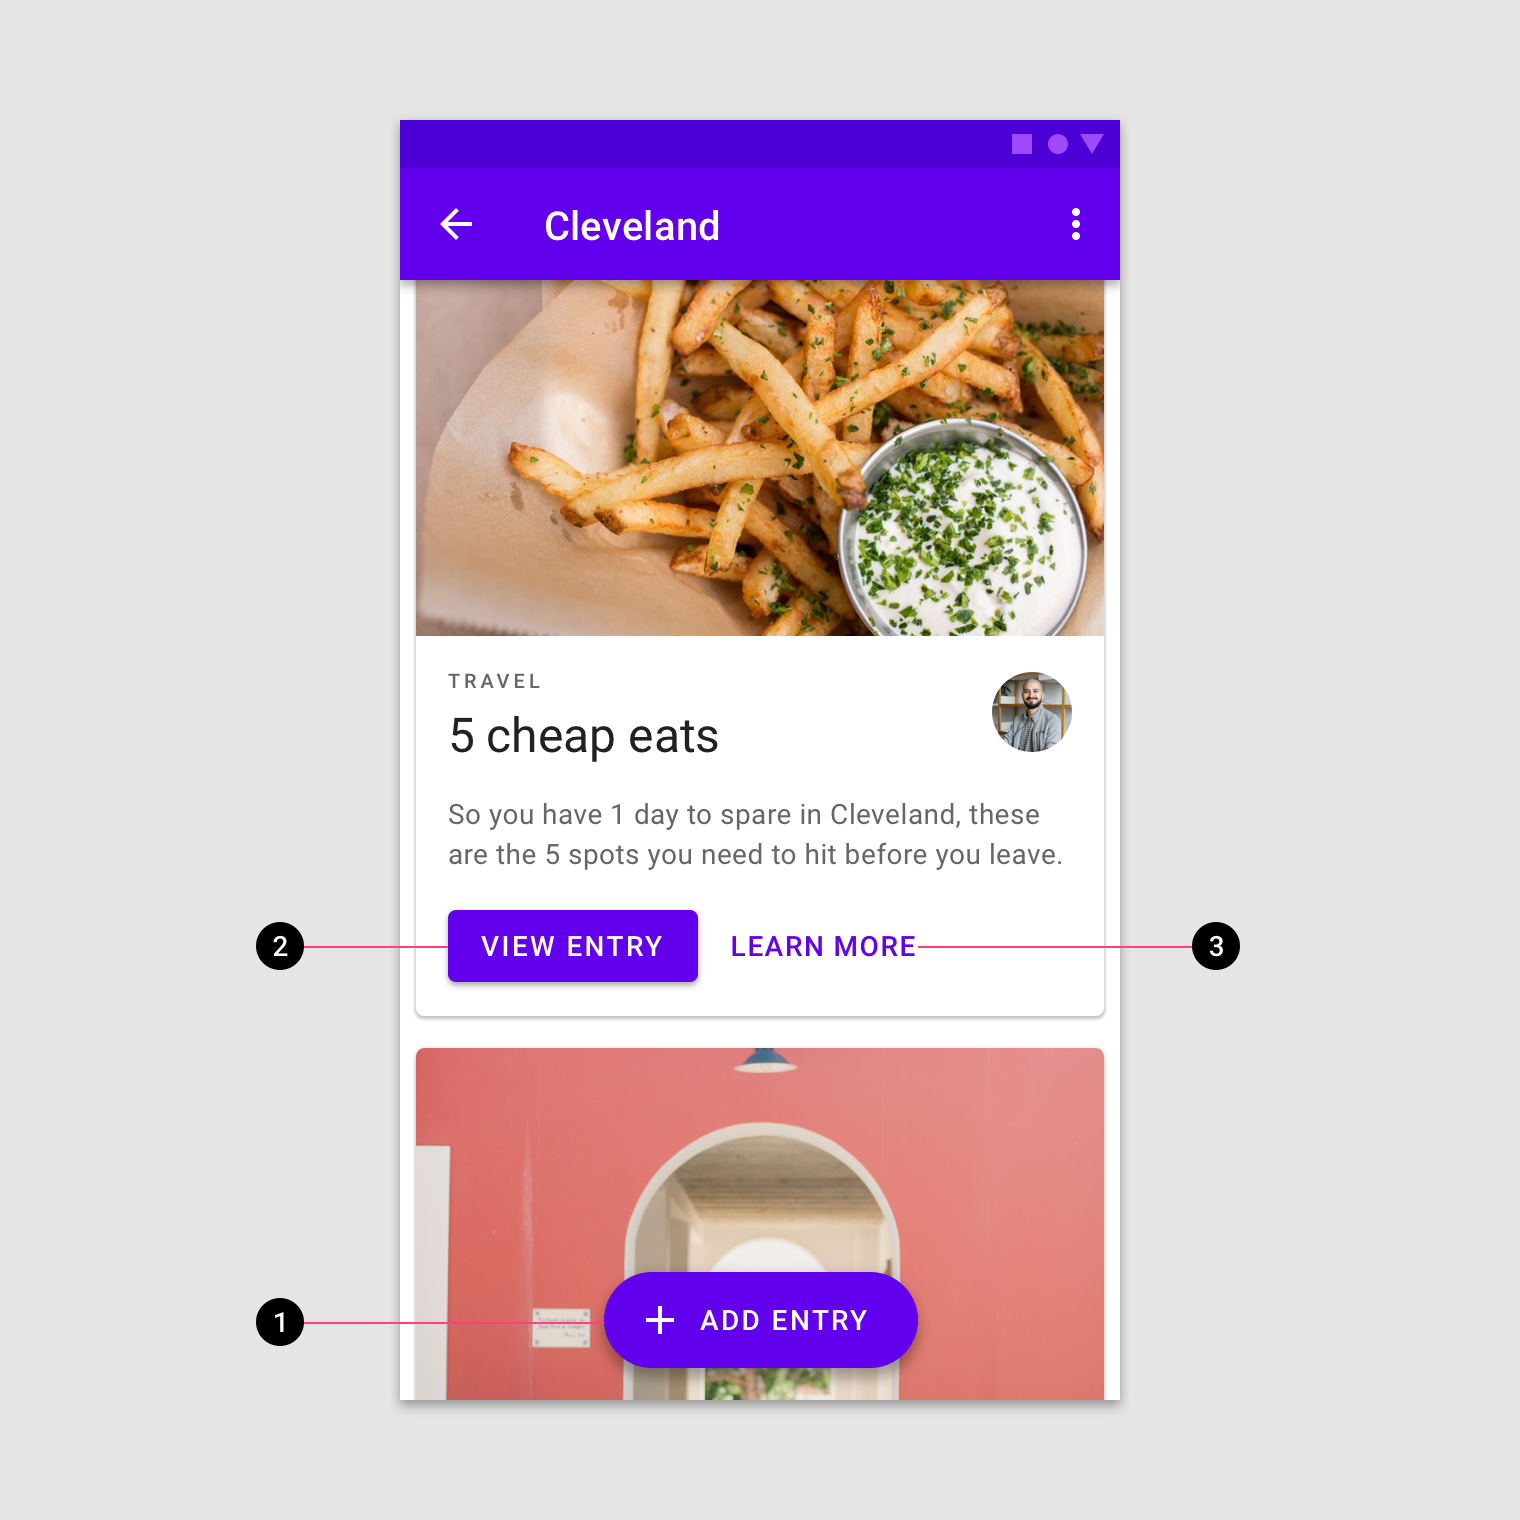 Cleveland
TRAVEL
5 cheap eats
So you have 1 day to spare in Cleveland, these
are the 5 spots you need to hit before you leave.
2
VIEW ENTRY
LEARN MORE
3
1
ADD ENTRY